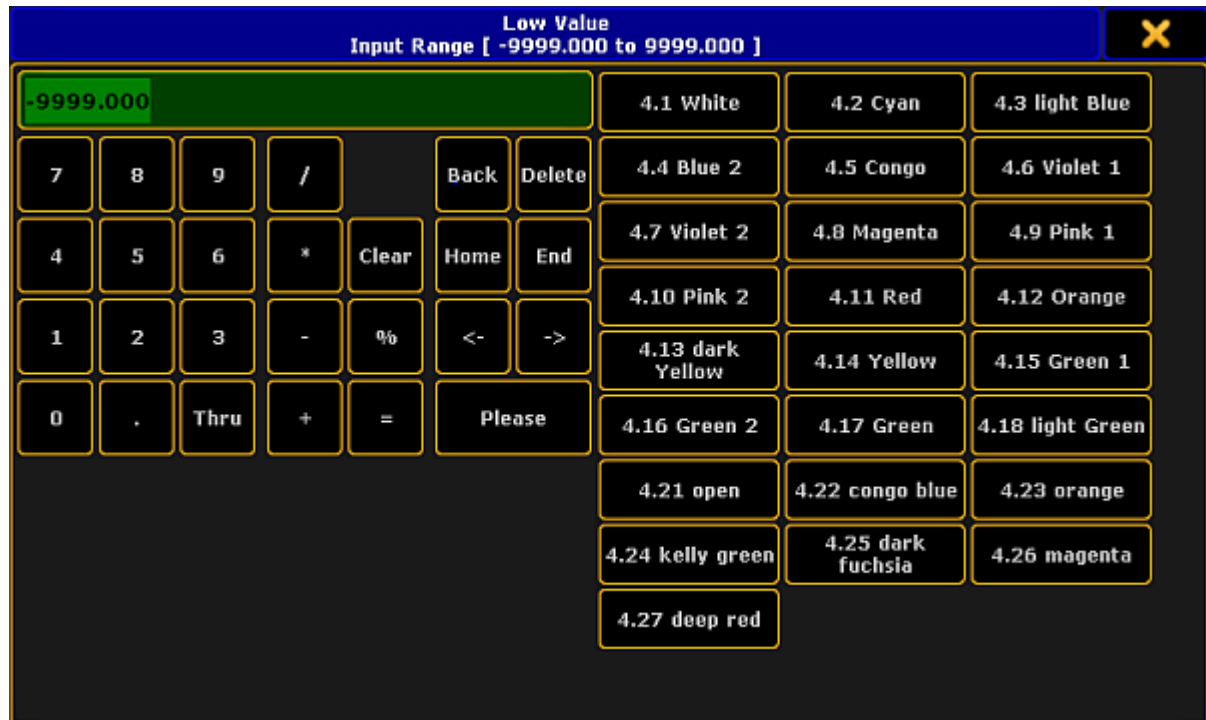 Low Value
Input Range [ -9999.000 to 9999.000 ]
-9999.000
7 8 9 / Back Delete
4 5 6 * Clear Home End
1 2 3 - % <- ->
0 . Thru + = Please
4.1 White 4.2 Cyan 4.3 light Blue
4.4 Blue 2 4.5 Congo 4.6 Violet 1
4.7 Violet 2 4.8 Magenta 4.9 Pink 1
4.10 Pink 2 4.11 Red 4.12 Orange
4.13 dark
Yellow
4.14 Yellow 4.15 Green 1
4.16 Green 2 4.17 Green 4.18 light Green
4.21 open 4.22 congo blue 4.23 orange
4.24 kelly green
4.25 dark
fuchsia
4.26 magenta
4.27 deep red